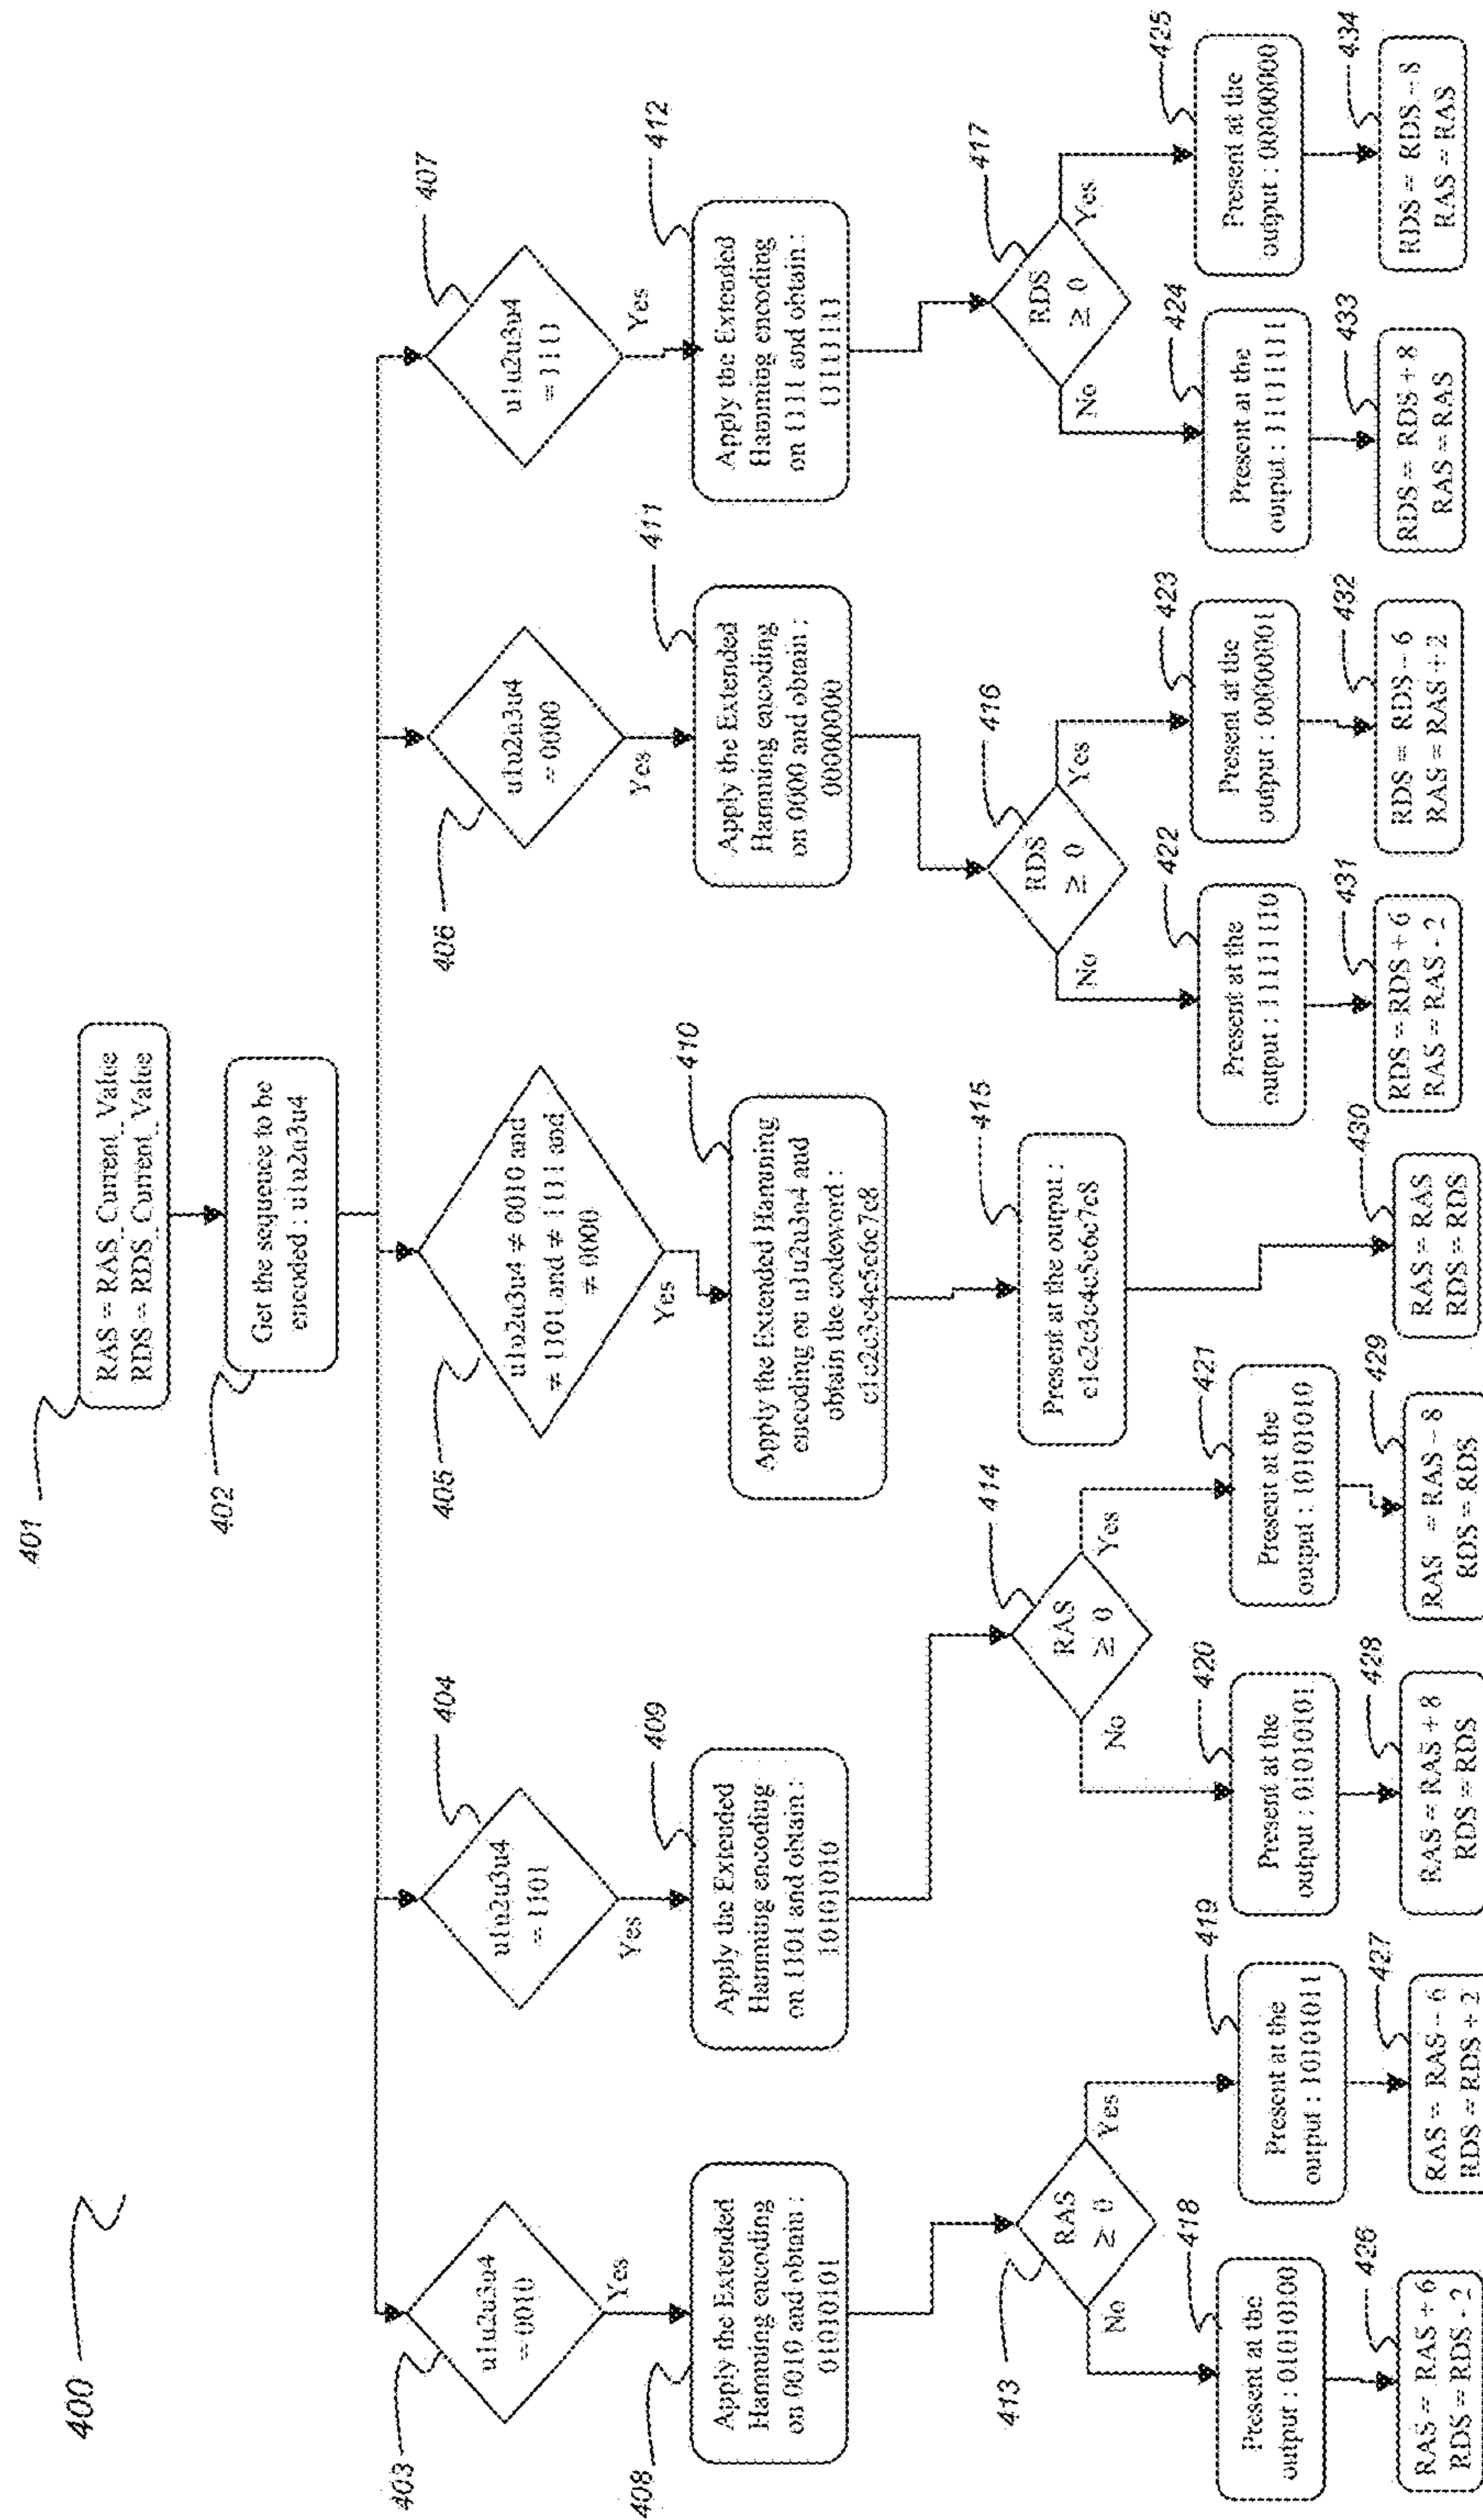 400
401
RAS = RAS_Current_Value
RDS = RDS_Current_Value
402
Get the sequence to be
encoded : u1u2u3u4
403
u1u2u3u4
= 0010
404
u1u2u3u4
= 1101
405
u1u2u3u4 ≠ 0010 and
≠ 1101 and ≠ 1111 and
≠ 0000
406
u1u2u3u4
= 0000
407
u1u2u3u4
= 1111
Yes
Yes
Yes
Yes
Yes
408
Apply the Extended
Hamming encoding
on 0010 and obtain :
01010101
409
Apply the Extended
Hamming encoding
on 1101 and obtain :
10101010
410
Apply the Extended Hamming
encoding on u1u2u3u4 and
obtain the codeword :
c1c2c3c4c5c6c7c8
411
Apply the Extended
Hamming encoding
on 0000 and obtain :
00000000
412
Apply the Extended
Hamming encoding
on 1111 and obtain :
11111111
413
RAS
≥ 0
No
Yes
414
RAS
≥ 0
No
Yes
415
Present at the output :
c1c2c3c4c5c6c7c8
416
RDS
≥ 0
No
Yes
417
RDS
≥ 0
No
Yes
418
Present at the
output : 01010100
419
Present at the
output : 10101011
420
Present at the
output : 01010101
421
Present at the
output : 10101010
422
Present at the
output : 11111110
423
Present at the
output : 00000001
424
Present at the
output : 11111111
425
Present at the
output : 00000000
426
RAS = RAS + 6
RDS = RDS - 2
427
RAS = RAS - 6
RDS = RDS + 2
428
RAS = RAS + 8
RDS = RDS
429
RAS = RAS - 8
RDS = RDS
430
RAS = RAS
RDS = RDS
431
RDS = RDS + 6
RAS = RAS - 2
432
RDS = RDS - 6
RAS = RAS + 2
433
RDS = RDS + 8
RAS = RAS
434
RDS = RDS - 8
RAS = RAS